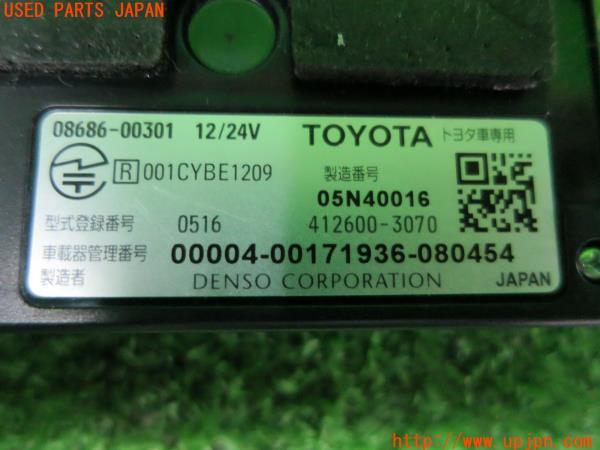 USED PARTS JAPAN
08686-00301 12/24V TOYOTA トヨタ車専用
R 001CYBE1209 製造番号
05N40016
型式登録番号 0516 412600-3070
車載器管理番号 00004-00171936-080454
製造者 DENSO CORPORATION JAPAN
http://www.upjpn.com/